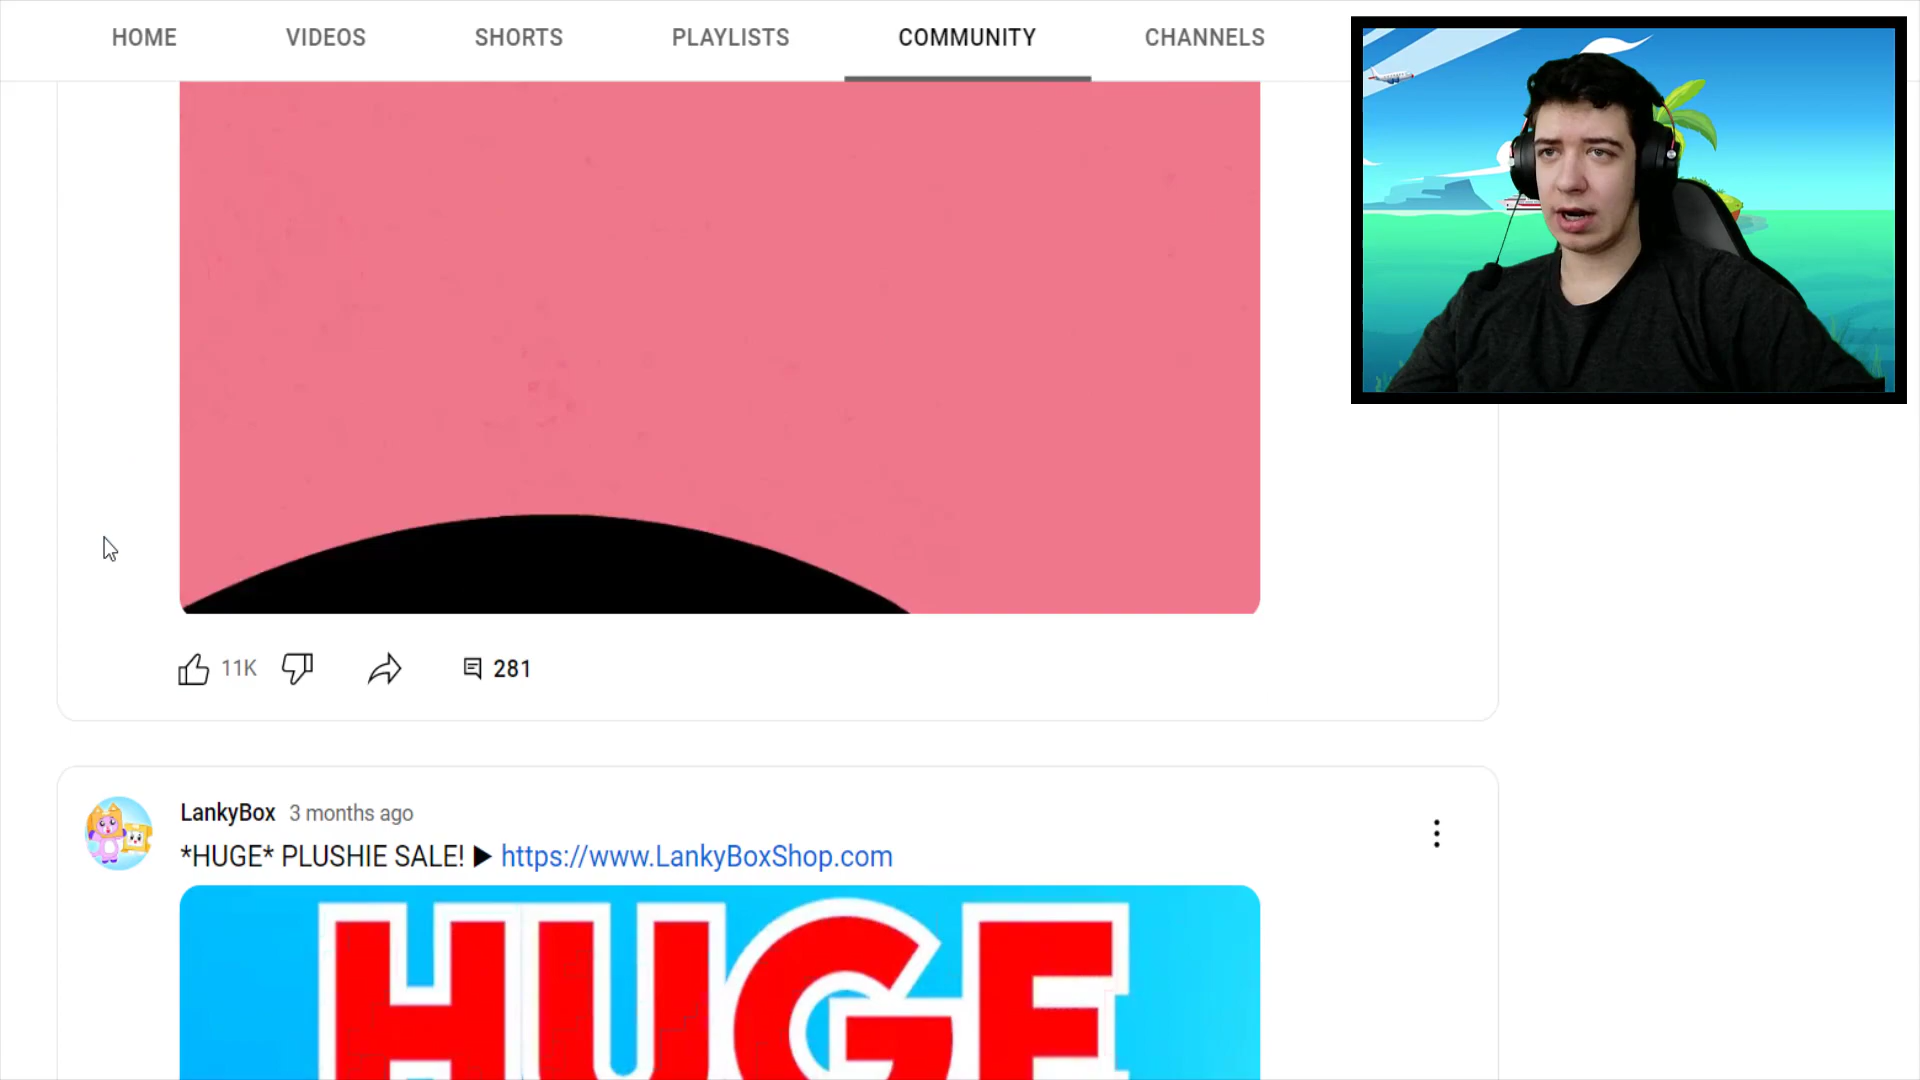 HOME VIDEOS SHORTS PLAYLISTS COMMUNITY CHANNELS
11K 281
LankyBox 3 months ago
*HUGE* PLUSHIE SALE! ▶ https://www.LankyBoxShop.com
HUGE